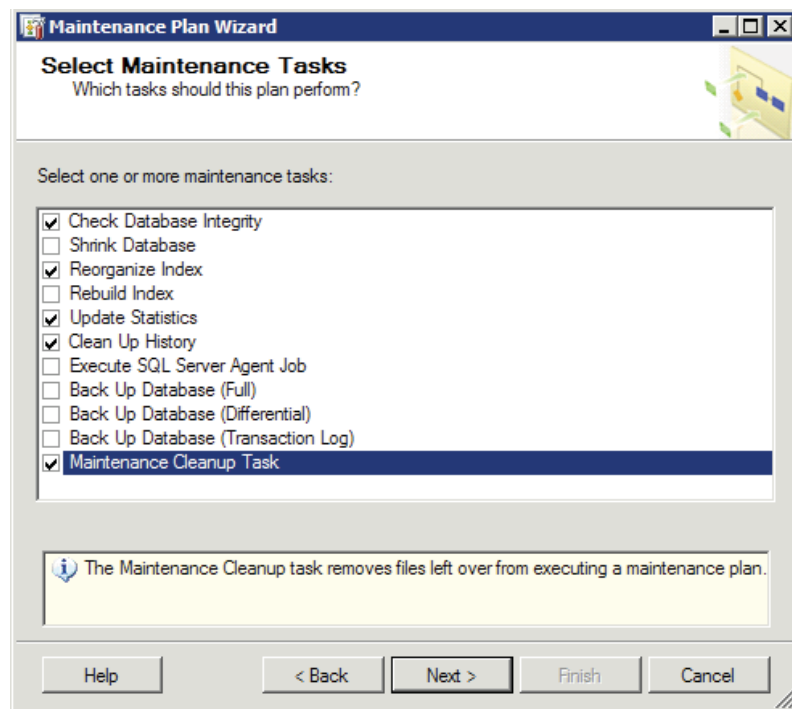 Maintenance Plan Wizard
Select Maintenance Tasks
Which tasks should this plan perform?
Select one or more maintenance tasks:
Check Database Integrity
Shrink Database
Reorganize Index
Rebuild Index
Update Statistics
Clean Up History
Execute SQL Server Agent Job
Back Up Database (Full)
Back Up Database (Differential)
Back Up Database (Transaction Log)
Maintenance Cleanup Task
The Maintenance Cleanup task removes files left over from executing a maintenance plan.
Help < Back Next > Finish Cancel